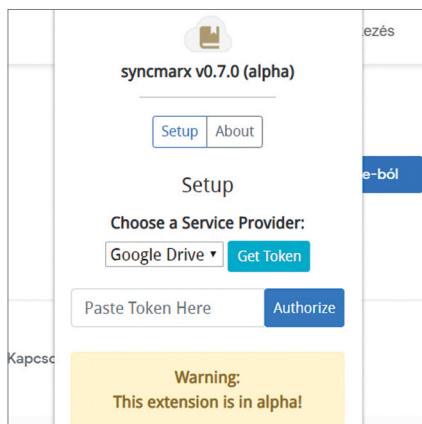 ezés
syncmarx v0.7.0 (alpha)
Setup About
e-ból
Setup
Choose a Service Provider:
Google Drive Get Token
Paste Token Here Authorize
Kapcso
Warning:
This extension is in alpha!